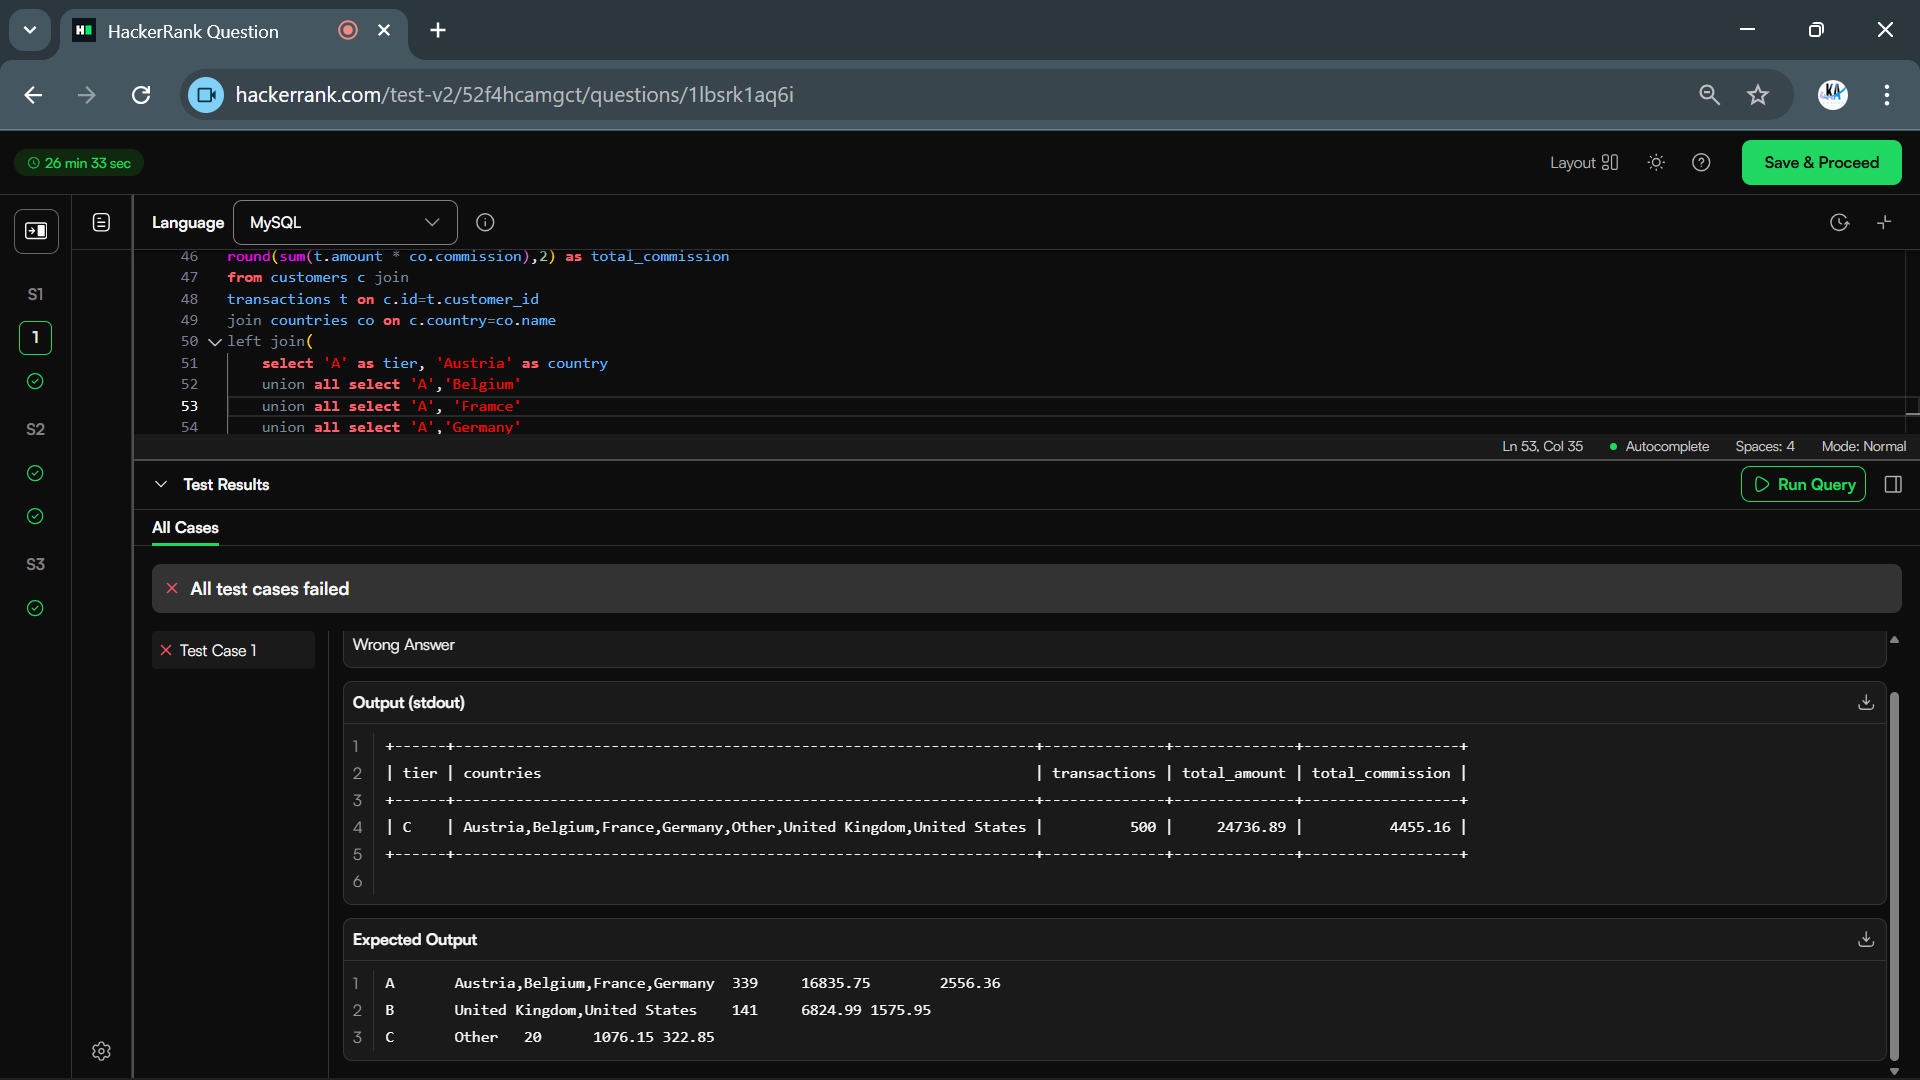 HackerRank Question
hackerrank.com/test-v2/52f4hcamgct/questions/1lbsrk1aq6i
26 min 33 sec
Layout
Save & Proceed
Language
MySQL
S1
1
S2
S3
46 round(sum(t.amount * co.commission),2) as total_commission
47 from customers c join
48 transactions t on c.id=t.customer_id
49 join countries co on c.country=co.name
50 left join(
51 select 'A' as tier, 'Austria' as country
52 union all select 'A','Belgium'
53 union all select 'A', 'Framce'
54 union all select 'A','Germany'
Ln 53, Col 35
Autocomplete
Spaces: 4
Mode: Normal
Test Results
Run Query
All Cases
All test cases failed
Test Case 1
Wrong Answer
Output (stdout)
1 +------+--------------------------------------------------------------------+--------------+--------------+------------------+
2 | tier | countries | transactions | total_amount | total_commission |
3 +------+--------------------------------------------------------------------+--------------+--------------+------------------+
4 | C | Austria,Belgium,France,Germany,Other,United Kingdom,United States | 500 | 24736.89 | 4455.16 |
5 +------+--------------------------------------------------------------------+--------------+--------------+------------------+
6
Expected Output
1 A Austria,Belgium,France,Germany 339 16835.75 2556.36
2 B United Kingdom,United States 141 6824.99 1575.95
3 C Other 20 1076.15 322.85